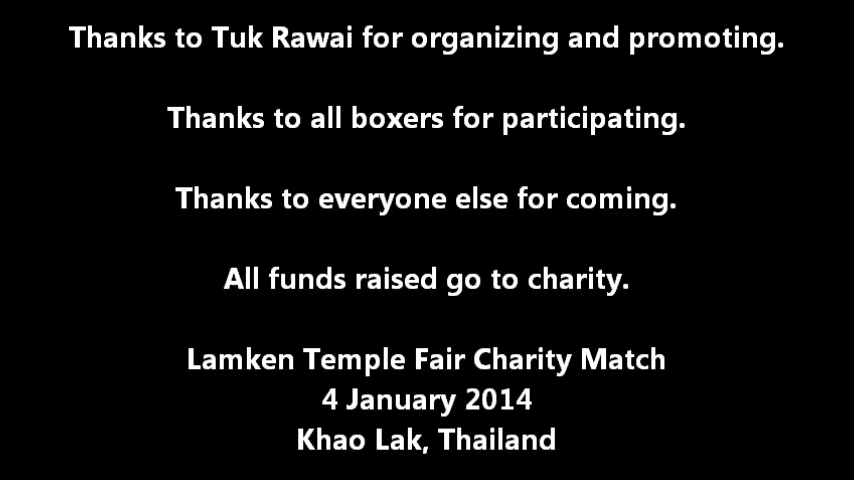 Thanks to Tuk Rawai for organizing and promoting.
Thanks to all boxers for participating.
Thanks to everyone else for coming.
All funds raised go to charity.
Lamken Temple Fair Charity Match
4 January 2014
Khao Lak, Thailand